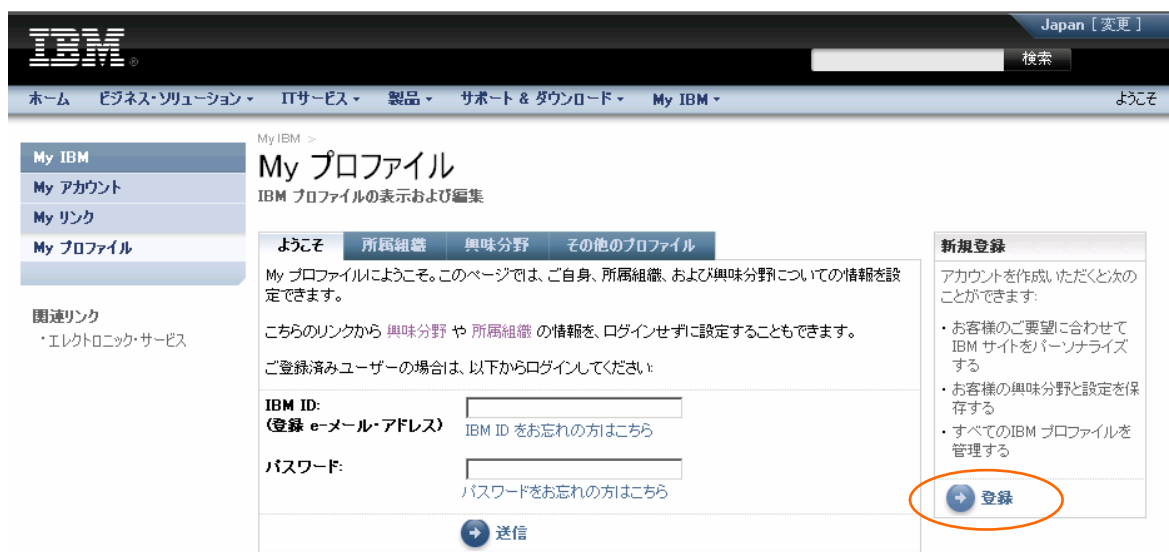 Japan [ 変更 ]
IBM®
検索
ホーム ビジネス・ソリューション ITサービス 製品 サポート & ダウンロード My IBM ようこそ
My IBM
My アカウント
My リンク
My プロファイル
関連リンク
・エレクトロニック・サービス
My IBM >
My プロファイル
IBM プロファイルの表示および編集
ようこそ 所属組織 興味分野 その他のプロファイル
My プロファイルにようこそ。このページでは、ご自身、所属組織、および興味分野についての情報を設
定できます。
こちらのリンクから 興味分野 や 所属組織 の情報を、ログインせずに設定することもできます。
ご登録済みユーザーの場合は、以下からログインしてください:
IBM ID:
(登録 e-メール・アドレス)
IBM ID をお忘れの方はこちら
パスワード:
パスワードをお忘れの方はこちら
送信
新規登録
アカウントを作成いただくと次の
ことができます:
・お客様のご要望に合わせて
IBM サイトをパーソナライズ
する
・お客様の興味分野と設定を保
存する
・すべてのIBM プロファイルを
管理する
登録